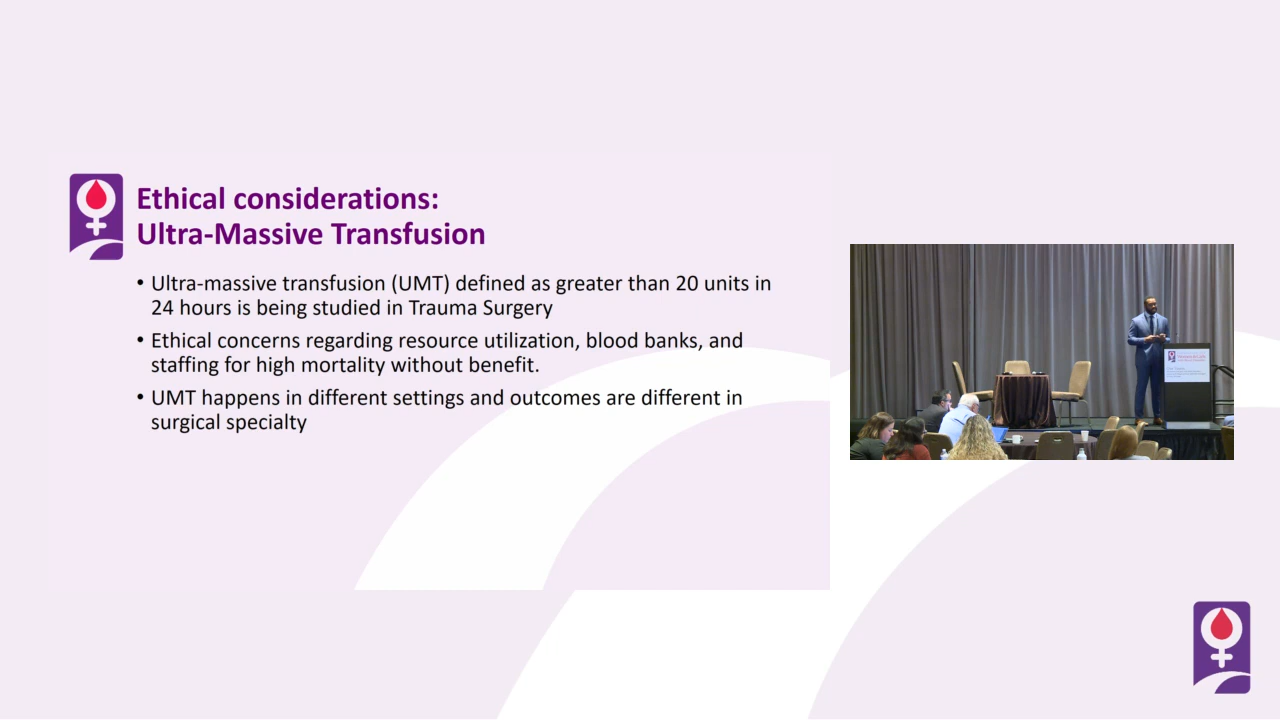 Ethical considerations:
Ultra-Massive Transfusion
• Ultra-massive transfusion (UMT) defined as greater than 20 units in
24 hours is being studied in Trauma Surgery
• Ethical concerns regarding resource utilization, blood banks, and
staffing for high mortality without benefit.
• UMT happens in different settings and outcomes are different in
surgical specialty